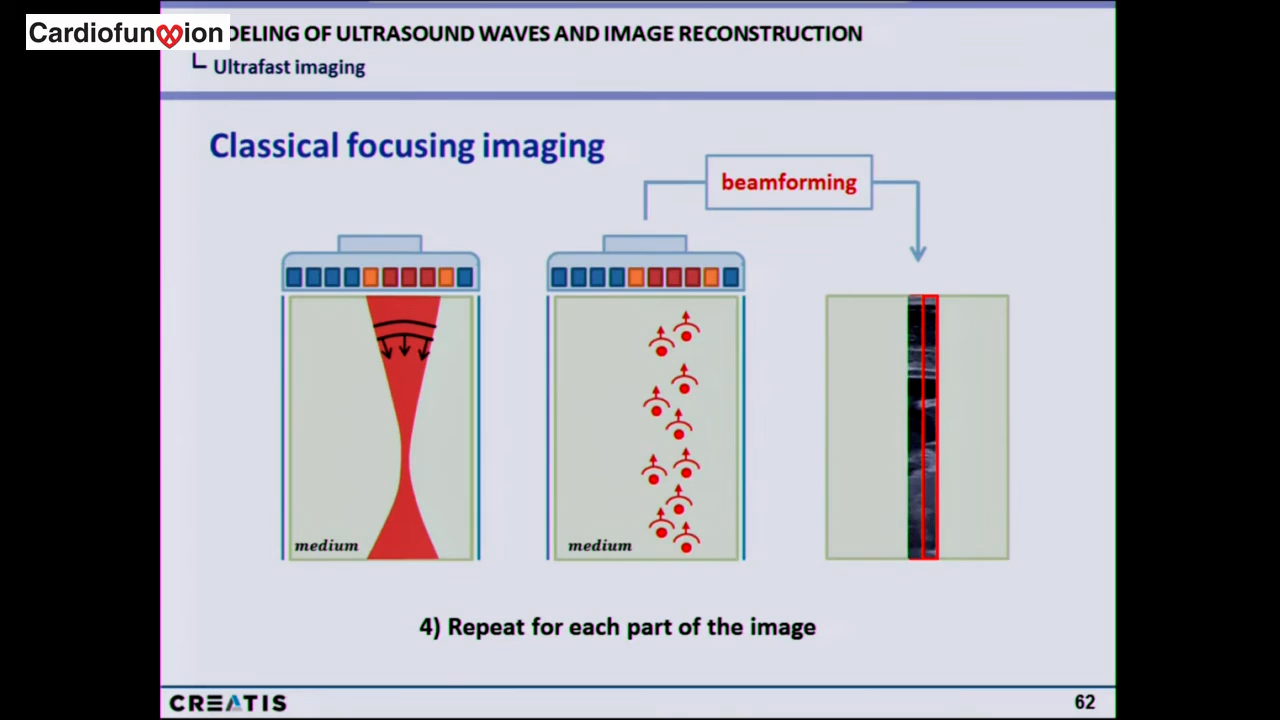 Cardiofunxion
DELING OF ULTRASOUND WAVES AND IMAGE RECONSTRUCTION
Ultrafast imaging
Classical focusing imaging
beamforming
medium
medium
4) Repeat for each part of the image
CREATIS
62